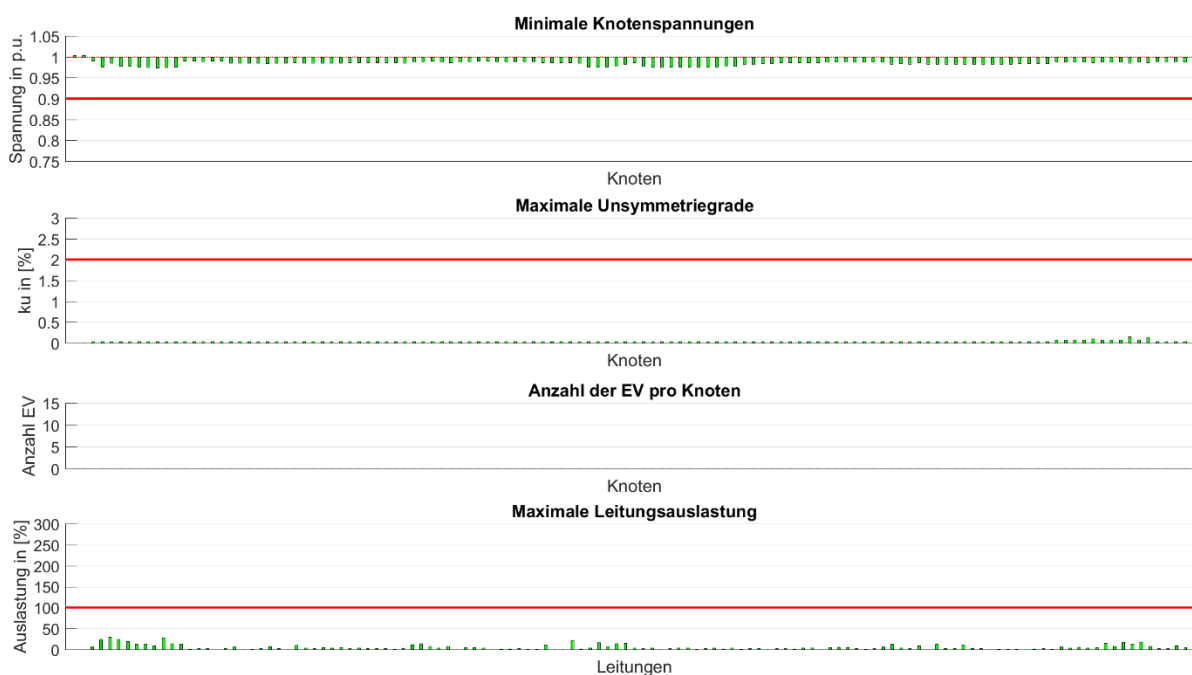 Minimale Knotenspannungen
Spannung in p.u.
1.05
1
0.95
0.9
0.85
0.8
0.75
Knoten
Maximale Unsymmetriegrade
ku in [%]
3
2.5
2
1.5
1
0.5
0
Knoten
Anzahl der EV pro Knoten
Anzahl EV
15
10
5
0
Knoten
Maximale Leitungsauslastung
Auslastung in [%]
300
250
200
150
100
50
0
Leitungen